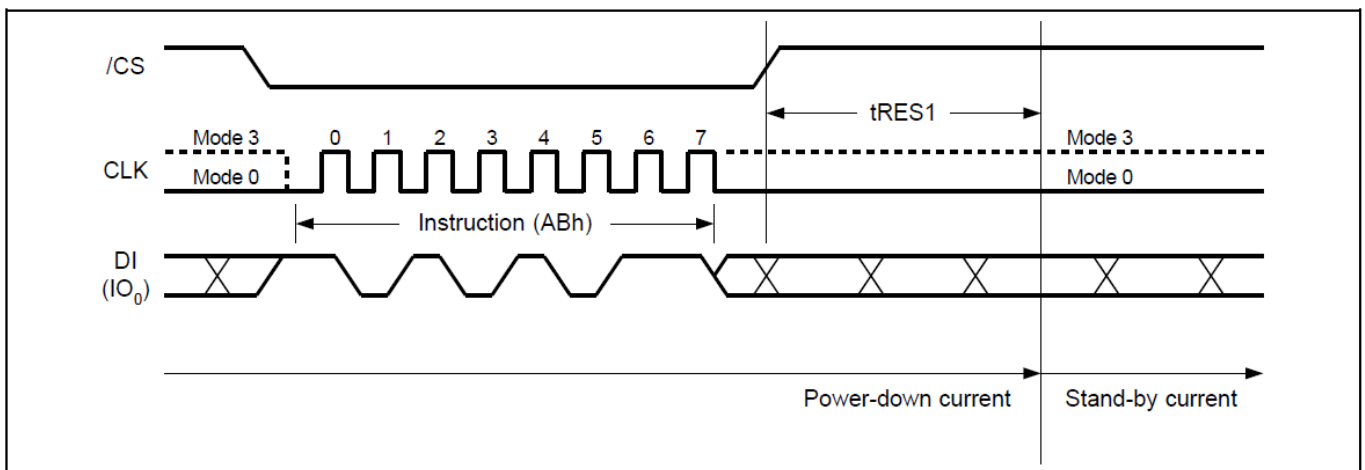 /CS
tRES1
Mode 3 0 1 2 3 4 5 6 7 Mode 3
CLK
Mode 0 Mode 0
Instruction (ABh)
DI
(IO₀)
Power-down current Stand-by current